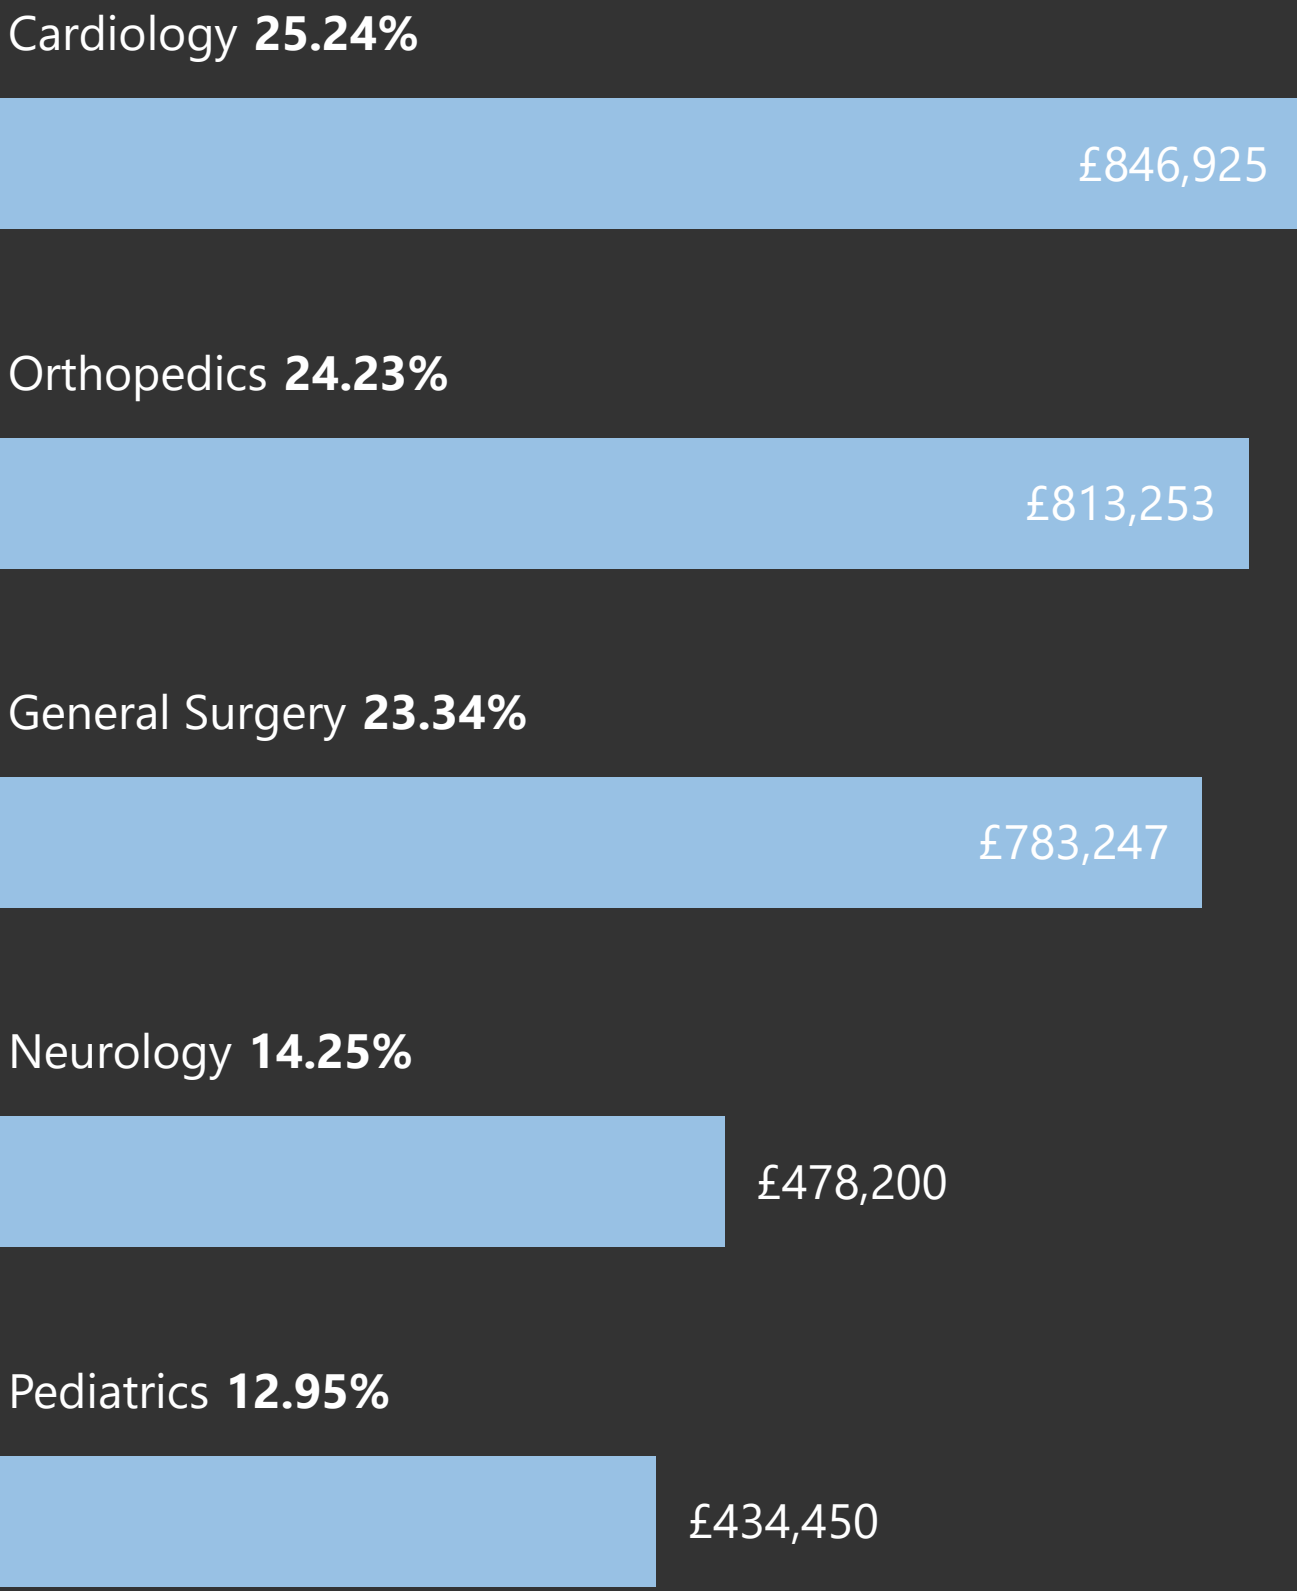 Cardiology 25.24%
£846,925
Orthopedics 24.23%
£813,253
General Surgery 23.34%
£783,247
Neurology 14.25%
£478,200
Pediatrics 12.95%
£434,450